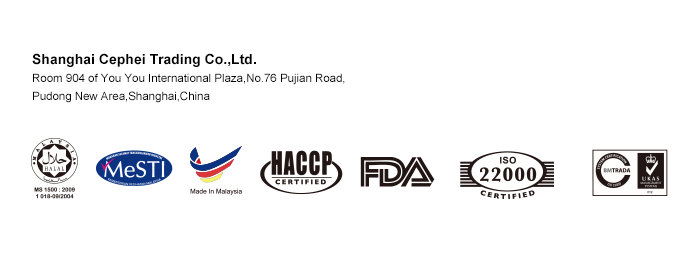 Shanghai Cephei Trading Co.,Ltd.
Room 904 of You You International Plaza,No.76 Pujian Road,
Pudong New Area,Shanghai,China
MALAYSIA
حلال
HALAL
MS 1500 : 2009
1 018-09/2004
MeSTI
Made In Malaysia
HACCP
CERTIFIED
FDA
ISO
22000
CERTIFIED
BMTRADA
UKAS